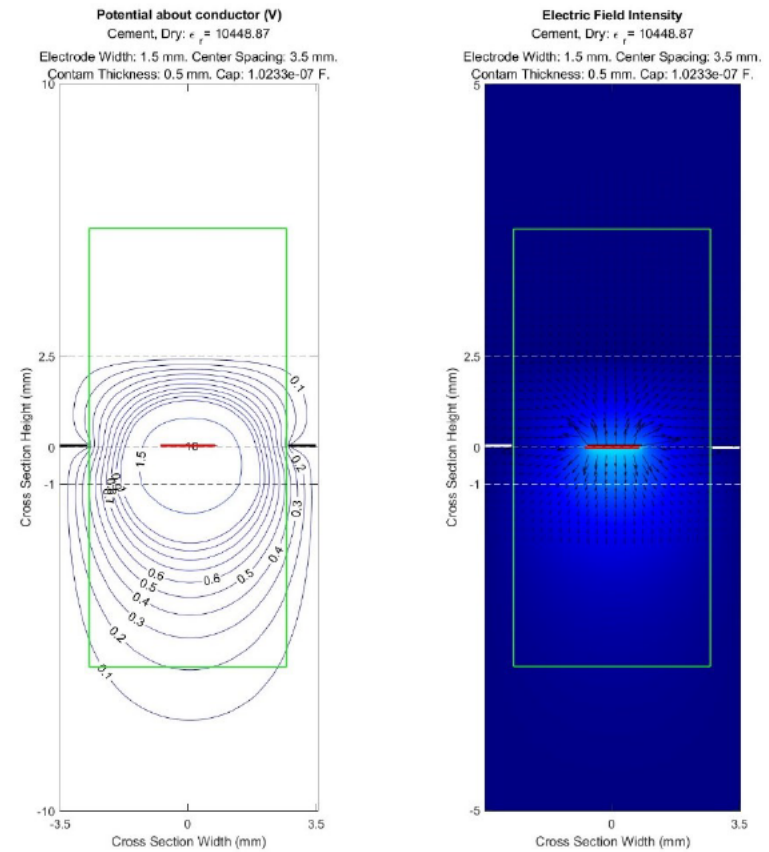 Potential about conductor (V)
Cement, Dry: ϵ r = 10448.87
Electrode Width: 1.5 mm. Center Spacing: 3.5 mm.
Contam Thickness: 0.5 mm. Cap: 1.0233e-07 F.
10
2.5
0
-1
-10
-3.5
0
3.5
Cross Section Height (mm)
Cross Section Width (mm)
0.1
0.2
0.3
0.4
0.5
0.6
0.6
0.5
0.4
0.3
0.2
0.1
1.5
Electric Field Intensity
Cement, Dry: ϵ r = 10448.87
Electrode Width: 1.5 mm. Center Spacing: 3.5 mm.
Contam Thickness: 0.5 mm. Cap: 1.0233e-07 F.
5
2.5
0
-1
-5
0
3.5
Cross Section Height (mm)
Cross Section Width (mm)